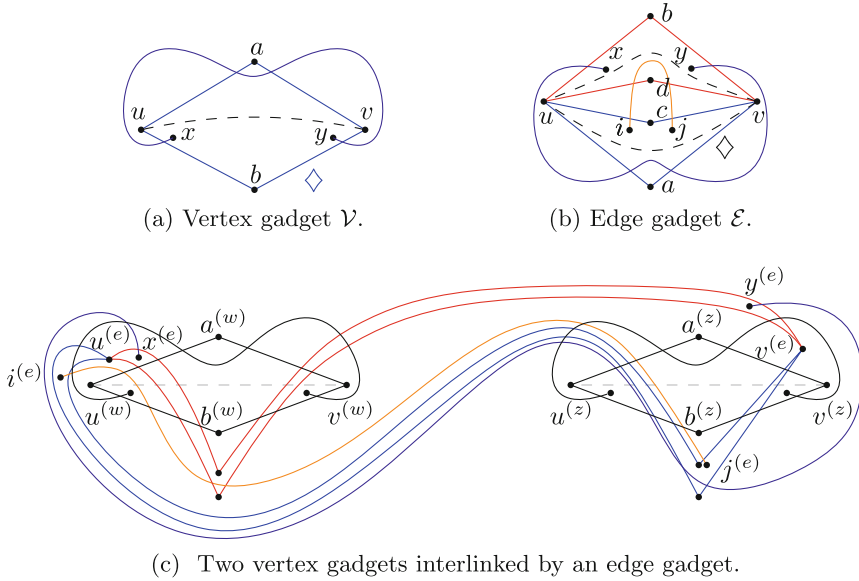 a
u
v
x
y
b
(a) Vertex gadget 𝒱.
b
x
y
d
u
c
v
i
j
a
(b) Edge gadget ℰ.
y^(e)
u^(e) x^(e) a^(w) a^(z) v^(e)
i^(e)
u^(w) b^(w) v^(w) u^(z) b^(z) v^(z)
j^(e)
(c) Two vertex gadgets interlinked by an edge gadget.